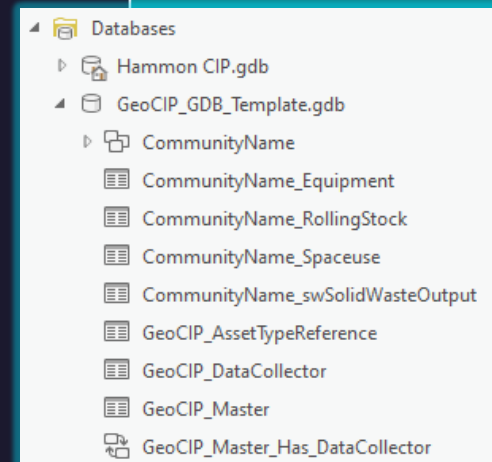 Databases
Hammon CIP.gdb
GeoCIP_GDB_Template.gdb
CommunityName
CommunityName_Equipment
CommunityName_RollingStock
CommunityName_Spaceuse
CommunityName_swSolidWasteOutput
GeoCIP_AssetTypeReference
GeoCIP_DataCollector
GeoCIP_Master
GeoCIP_Master_Has_DataCollector